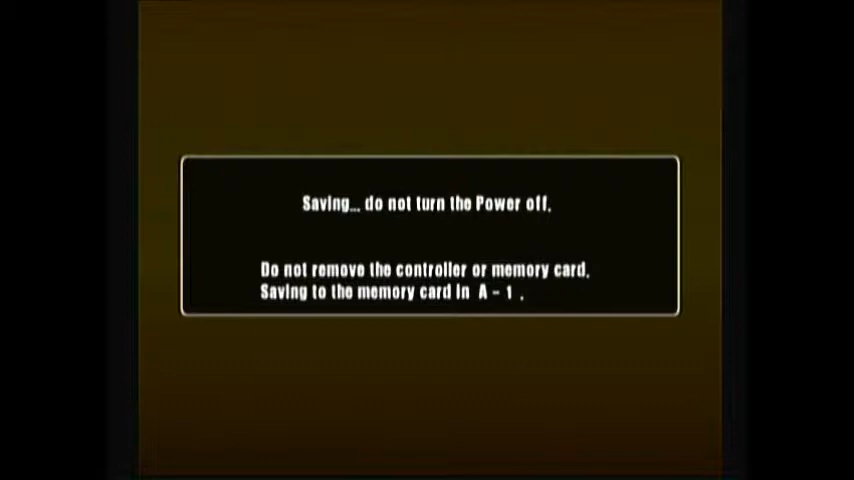 Saving... do not turn the Power off.
Do not remove the controller or memory card.
Saving to the memory card in A - 1 .